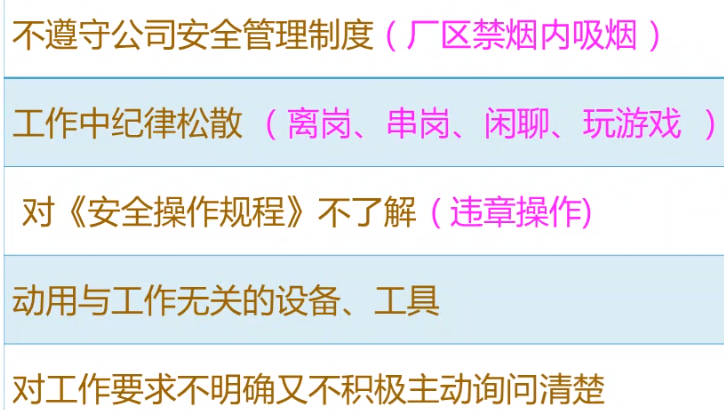 不遵守公司安全管理制度（厂区禁烟内吸烟）
工作中纪律松散（离岗、串岗、闲聊、玩游戏 ）
对《安全操作规程》不了解（违章操作)
动用与工作无关的设备、工具
对工作要求不明确又不积极主动询问清楚